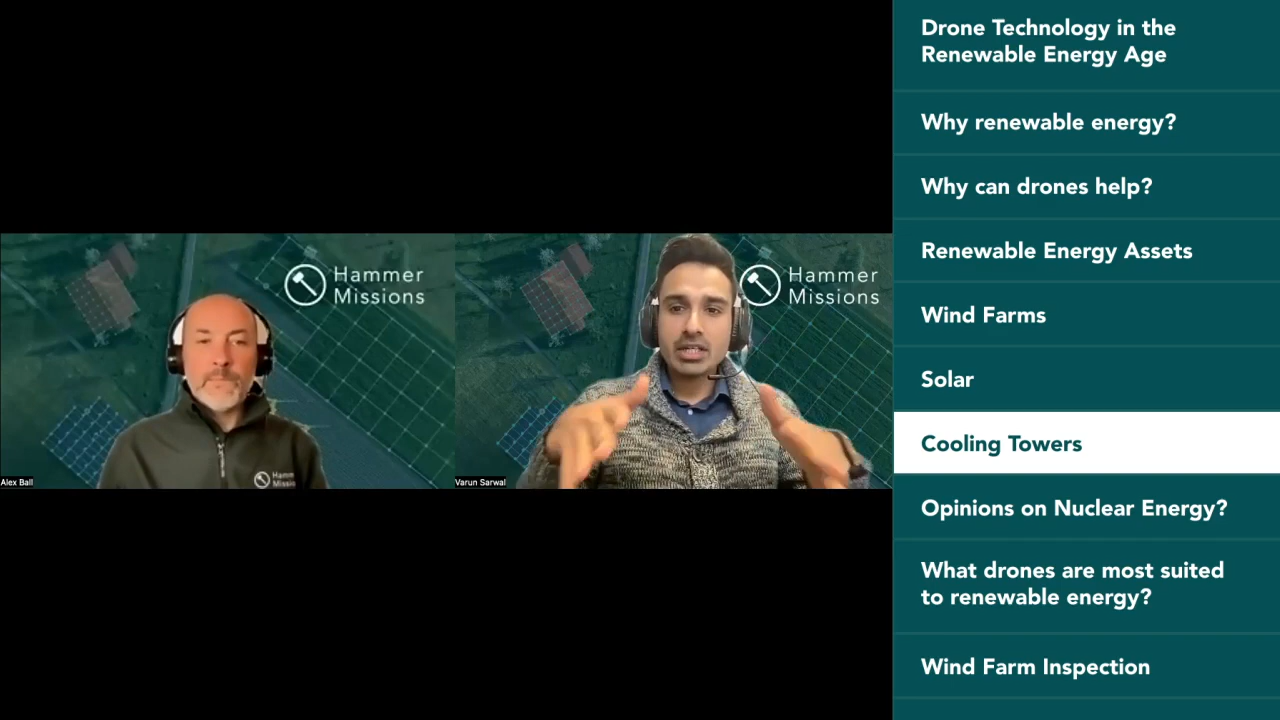 Hammer
Missions
Alex Ball
Hammer
Missions
Varun Sarwal
Drone Technology in the
Renewable Energy Age
Why renewable energy?
Why can drones help?
Renewable Energy Assets
Wind Farms
Solar
Cooling Towers
Opinions on Nuclear Energy?
What drones are most suited
to renewable energy?
Wind Farm Inspection